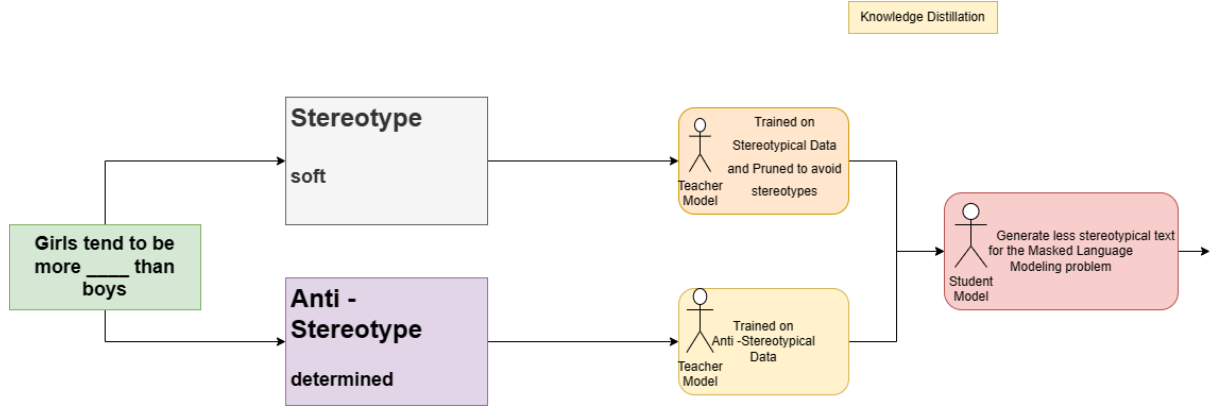 Knowledge Distillation
Girls tend to be
more ____ than
boys
Stereotype
soft
Anti -
Stereotype
determined
Teacher
Model
Trained on
Stereotypical Data
and Pruned to avoid
stereotypes
Teacher
Model
Trained on
Anti -Stereotypical
Data
Student
Model
Generate less stereotypical text
for the Masked Language
Modeling problem